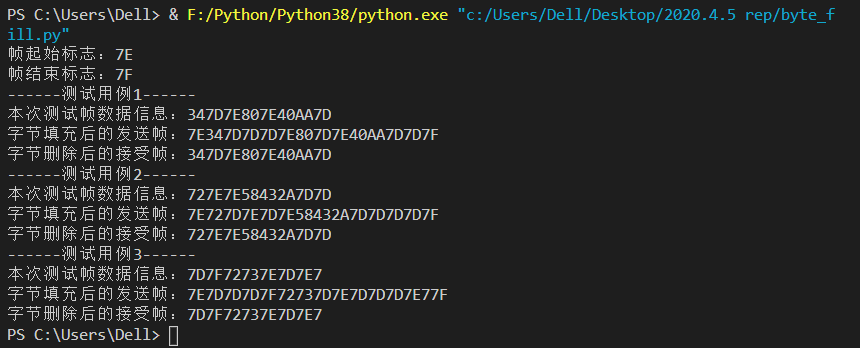 PS C:\Users\Dell> & F:/Python/Python38/python.exe "c:/Users/Dell/Desktop/2020.4.5 rep/byte_f
ill.py"
帧起始标志：7E
帧结束标志：7F
------测试用例1------
本次测试帧数据信息：347D7E807E40AA7D
字节填充后的发送帧：7E347D7D7D7E807D7E40AA7D7D7F
字节删除后的接受帧：347D7E807E40AA7D
------测试用例2------
本次测试帧数据信息：727E7E58432A7D7D
字节填充后的发送帧：7E727D7E7D7E58432A7D7D7D7D7F
字节删除后的接受帧：727E7E58432A7D7D
------测试用例3------
本次测试帧数据信息：7D7F72737E7D7E7
字节填充后的发送帧：7E7D7D7D7F72737D7E7D7D7D7E77F
字节删除后的接受帧：7D7F72737E7D7E7
PS C:\Users\Dell>